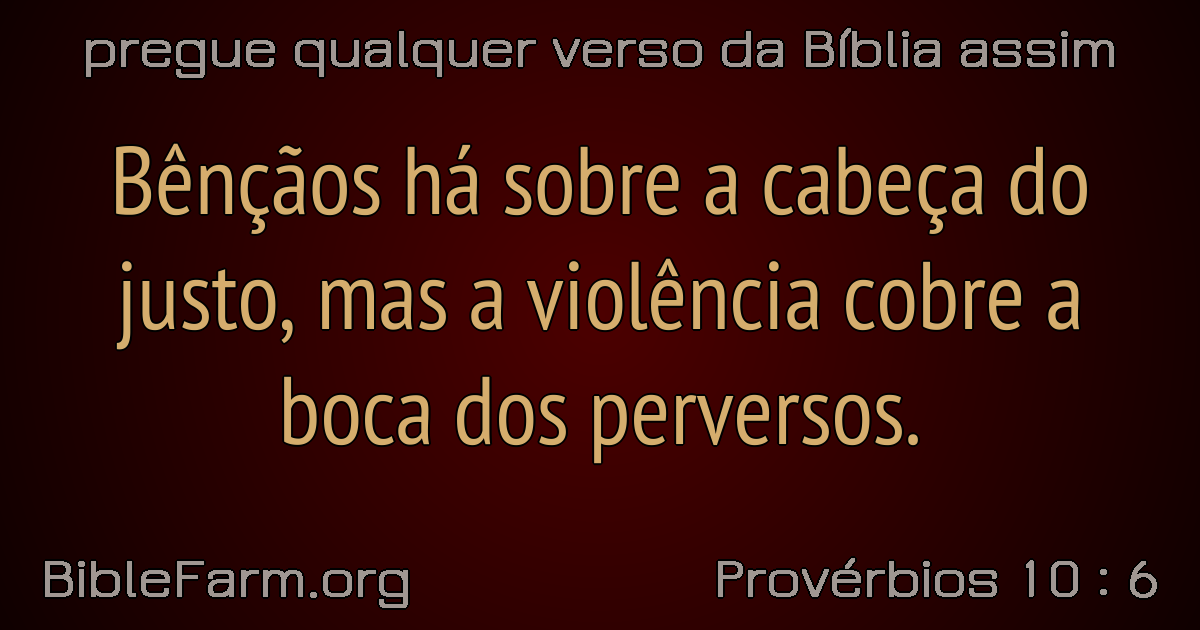 pregue qualquer verso da Bíblia assim
Bênçãos há sobre a cabeça do
justo, mas a violência cobre a
boca dos perversos.
BibleFarm.org
Provérbios 10 : 6